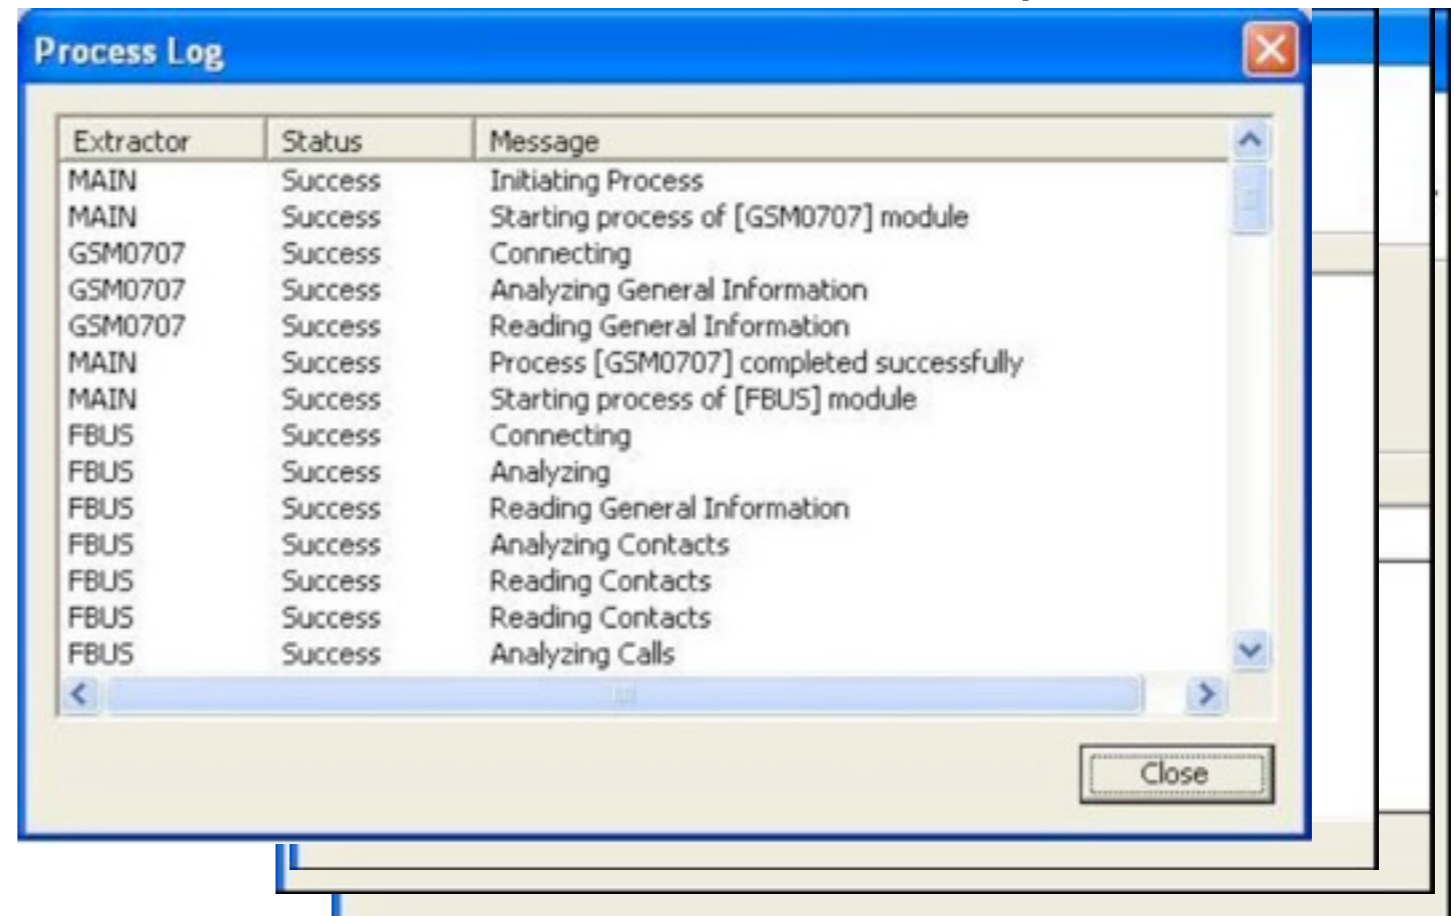 Process Log
Extractor Status Message
MAIN Success Initiating Process
MAIN Success Starting process of [GSM0707] module
GSM0707 Success Connecting
GSM0707 Success Analyzing General Information
GSM0707 Success Reading General Information
MAIN Success Process [GSM0707] completed successfully
MAIN Success Starting process of [FBUS] module
FBUS Success Connecting
FBUS Success Analyzing
FBUS Success Reading General Information
FBUS Success Analyzing Contacts
FBUS Success Reading Contacts
FBUS Success Reading Contacts
FBUS Success Analyzing Calls
Close